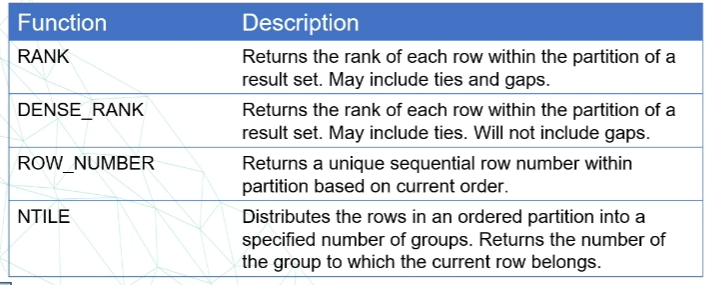 Function Description
RANK Returns the rank of each row within the partition of a
result set. May include ties and gaps.
DENSE_RANK Returns the rank of each row within the partition of a
result set. May include ties. Will not include gaps.
ROW_NUMBER Returns a unique sequential row number within
partition based on current order.
NTILE Distributes the rows in an ordered partition into a
specified number of groups. Returns the number of
the group to which the current row belongs.